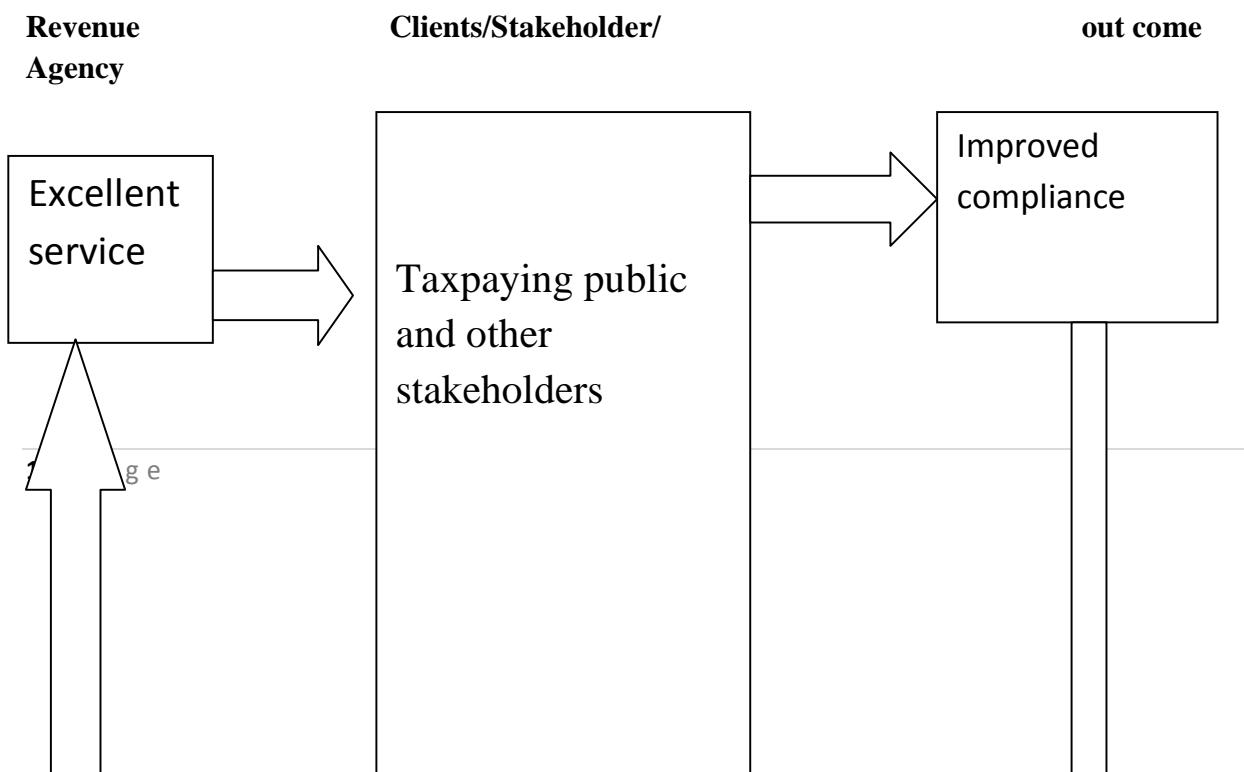 Revenue Agency
Clients/Stakeholder/
out come
Excellent
service
Taxpaying public
and other
stakeholders
Improved
compliance
g e